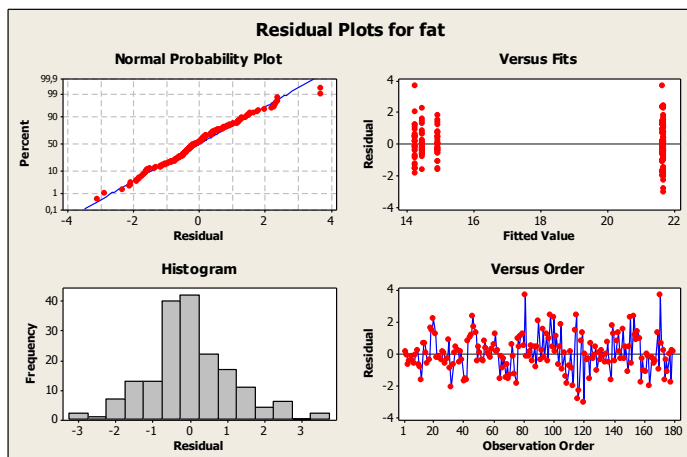 Residual Plots for fat
Normal Probability Plot
99,9
99
90
50
10
1
0,1
Percent
-4 -2 0 2 4
Residual
Versus Fits
4
2
0
-2
-4
Residual
14 16 18 20 22
Fitted Value
Histogram
40
30
20
10
0
Frequency
-3 -2 -1 0 1 2 3
Residual
Versus Order
4
2
0
-2
-4
Residual
1 20 40 60 80 100 120 140 160 180
Observation Order